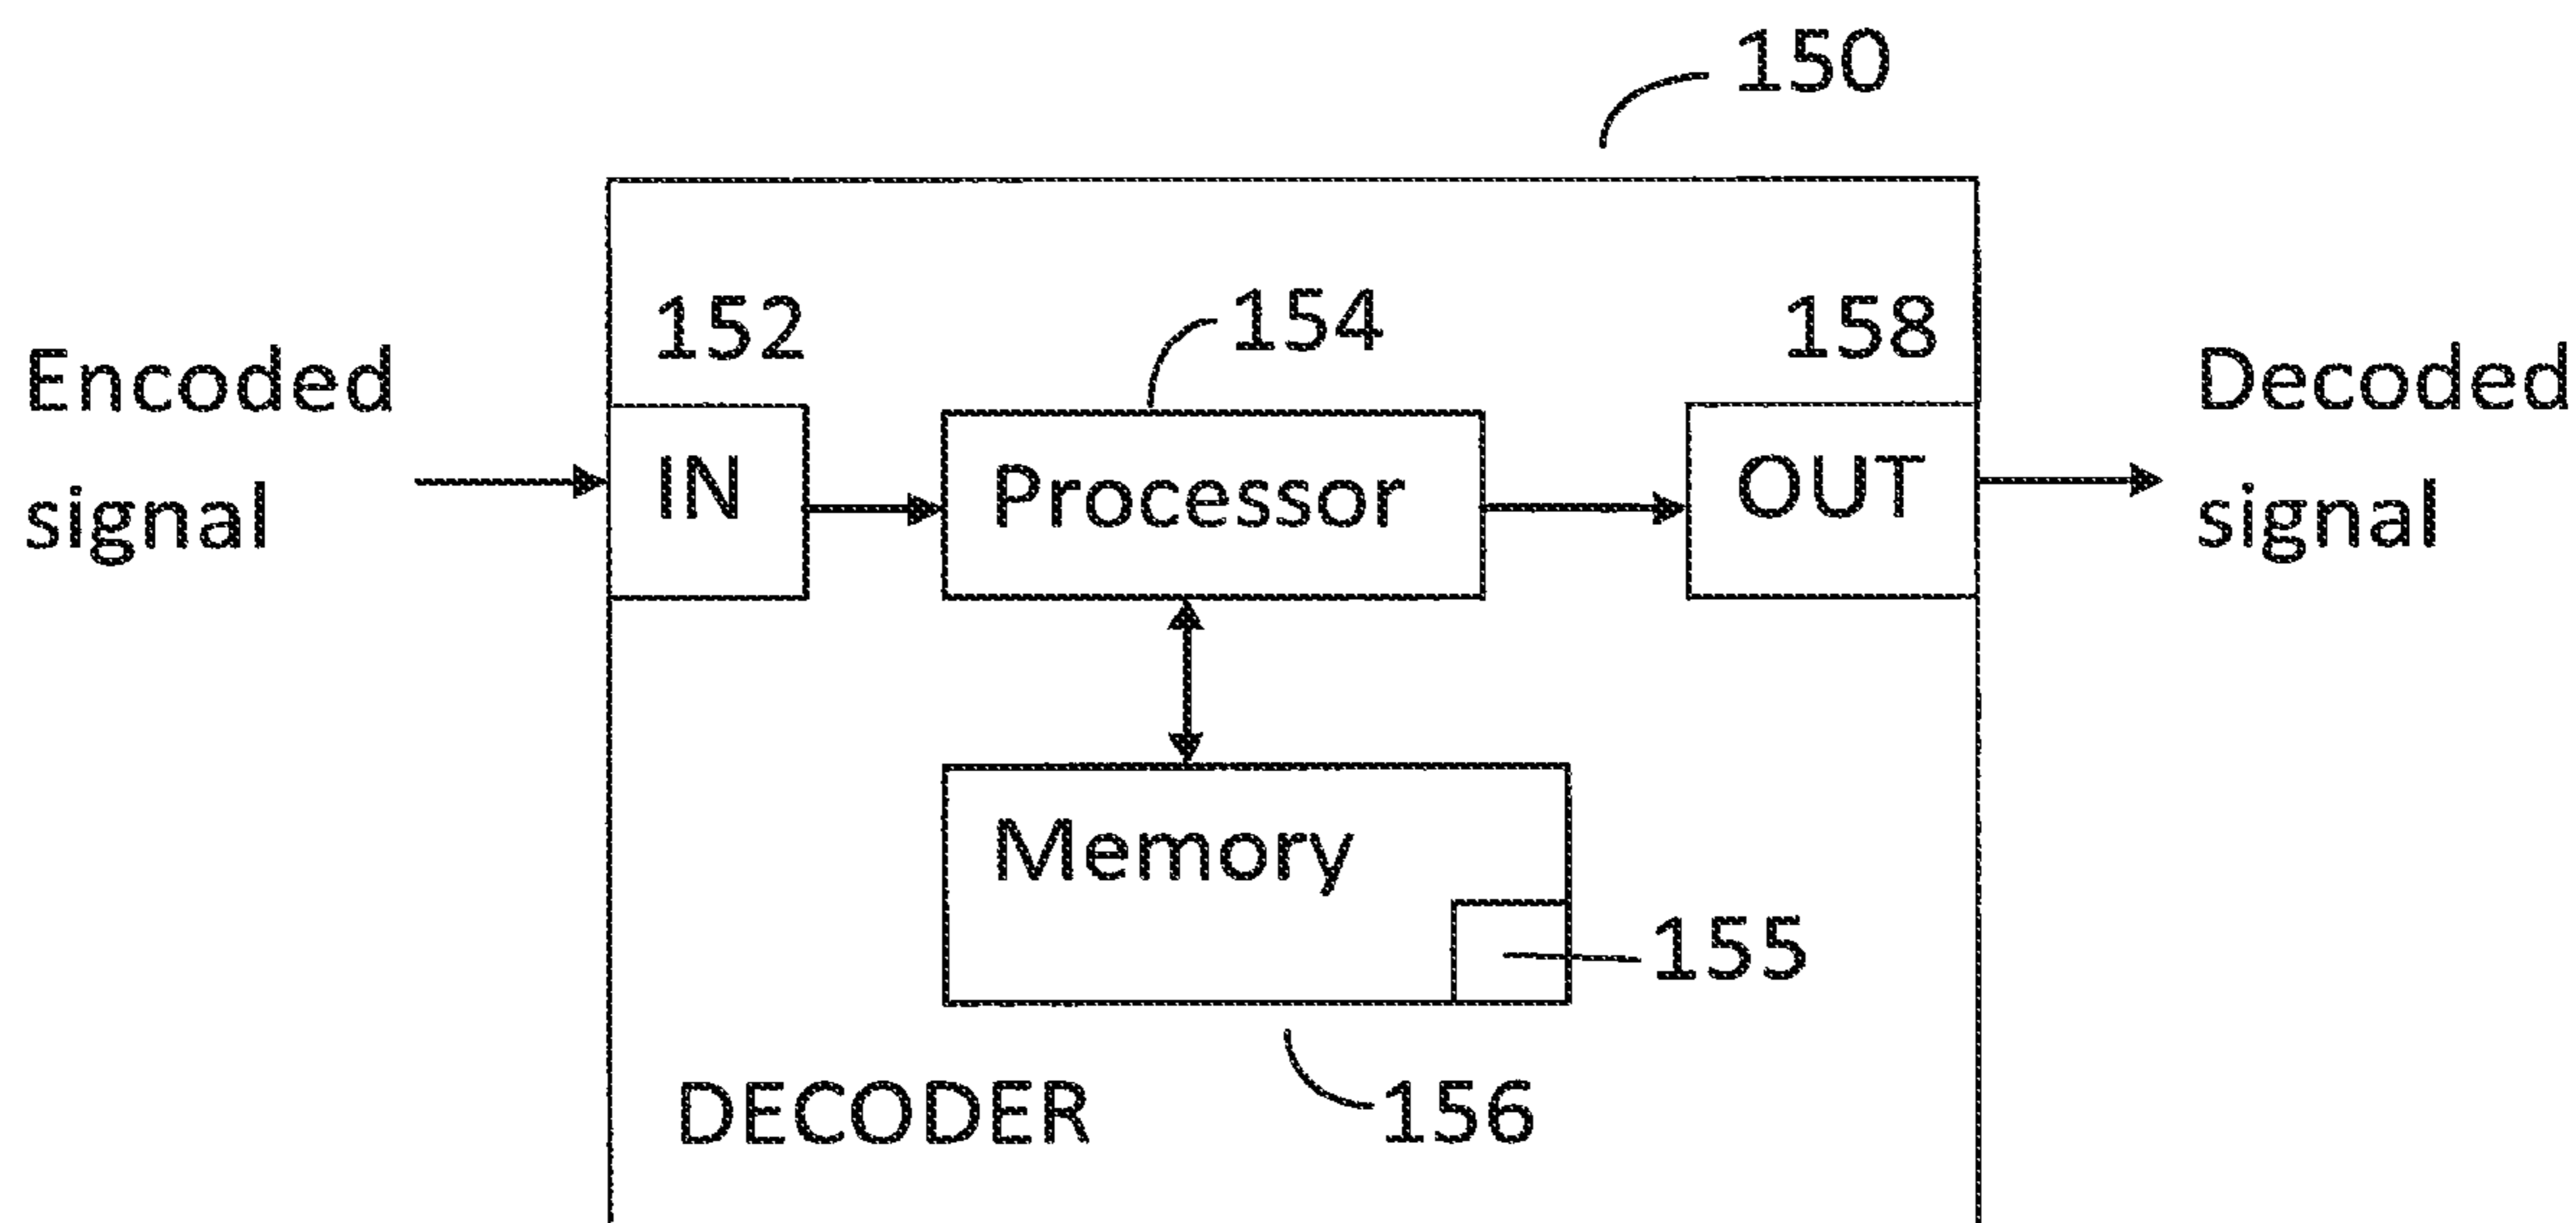 150
152
154
158
Encoded
signal
IN
Processor
OUT
Decoded
signal
Memory
155
DECODER
156